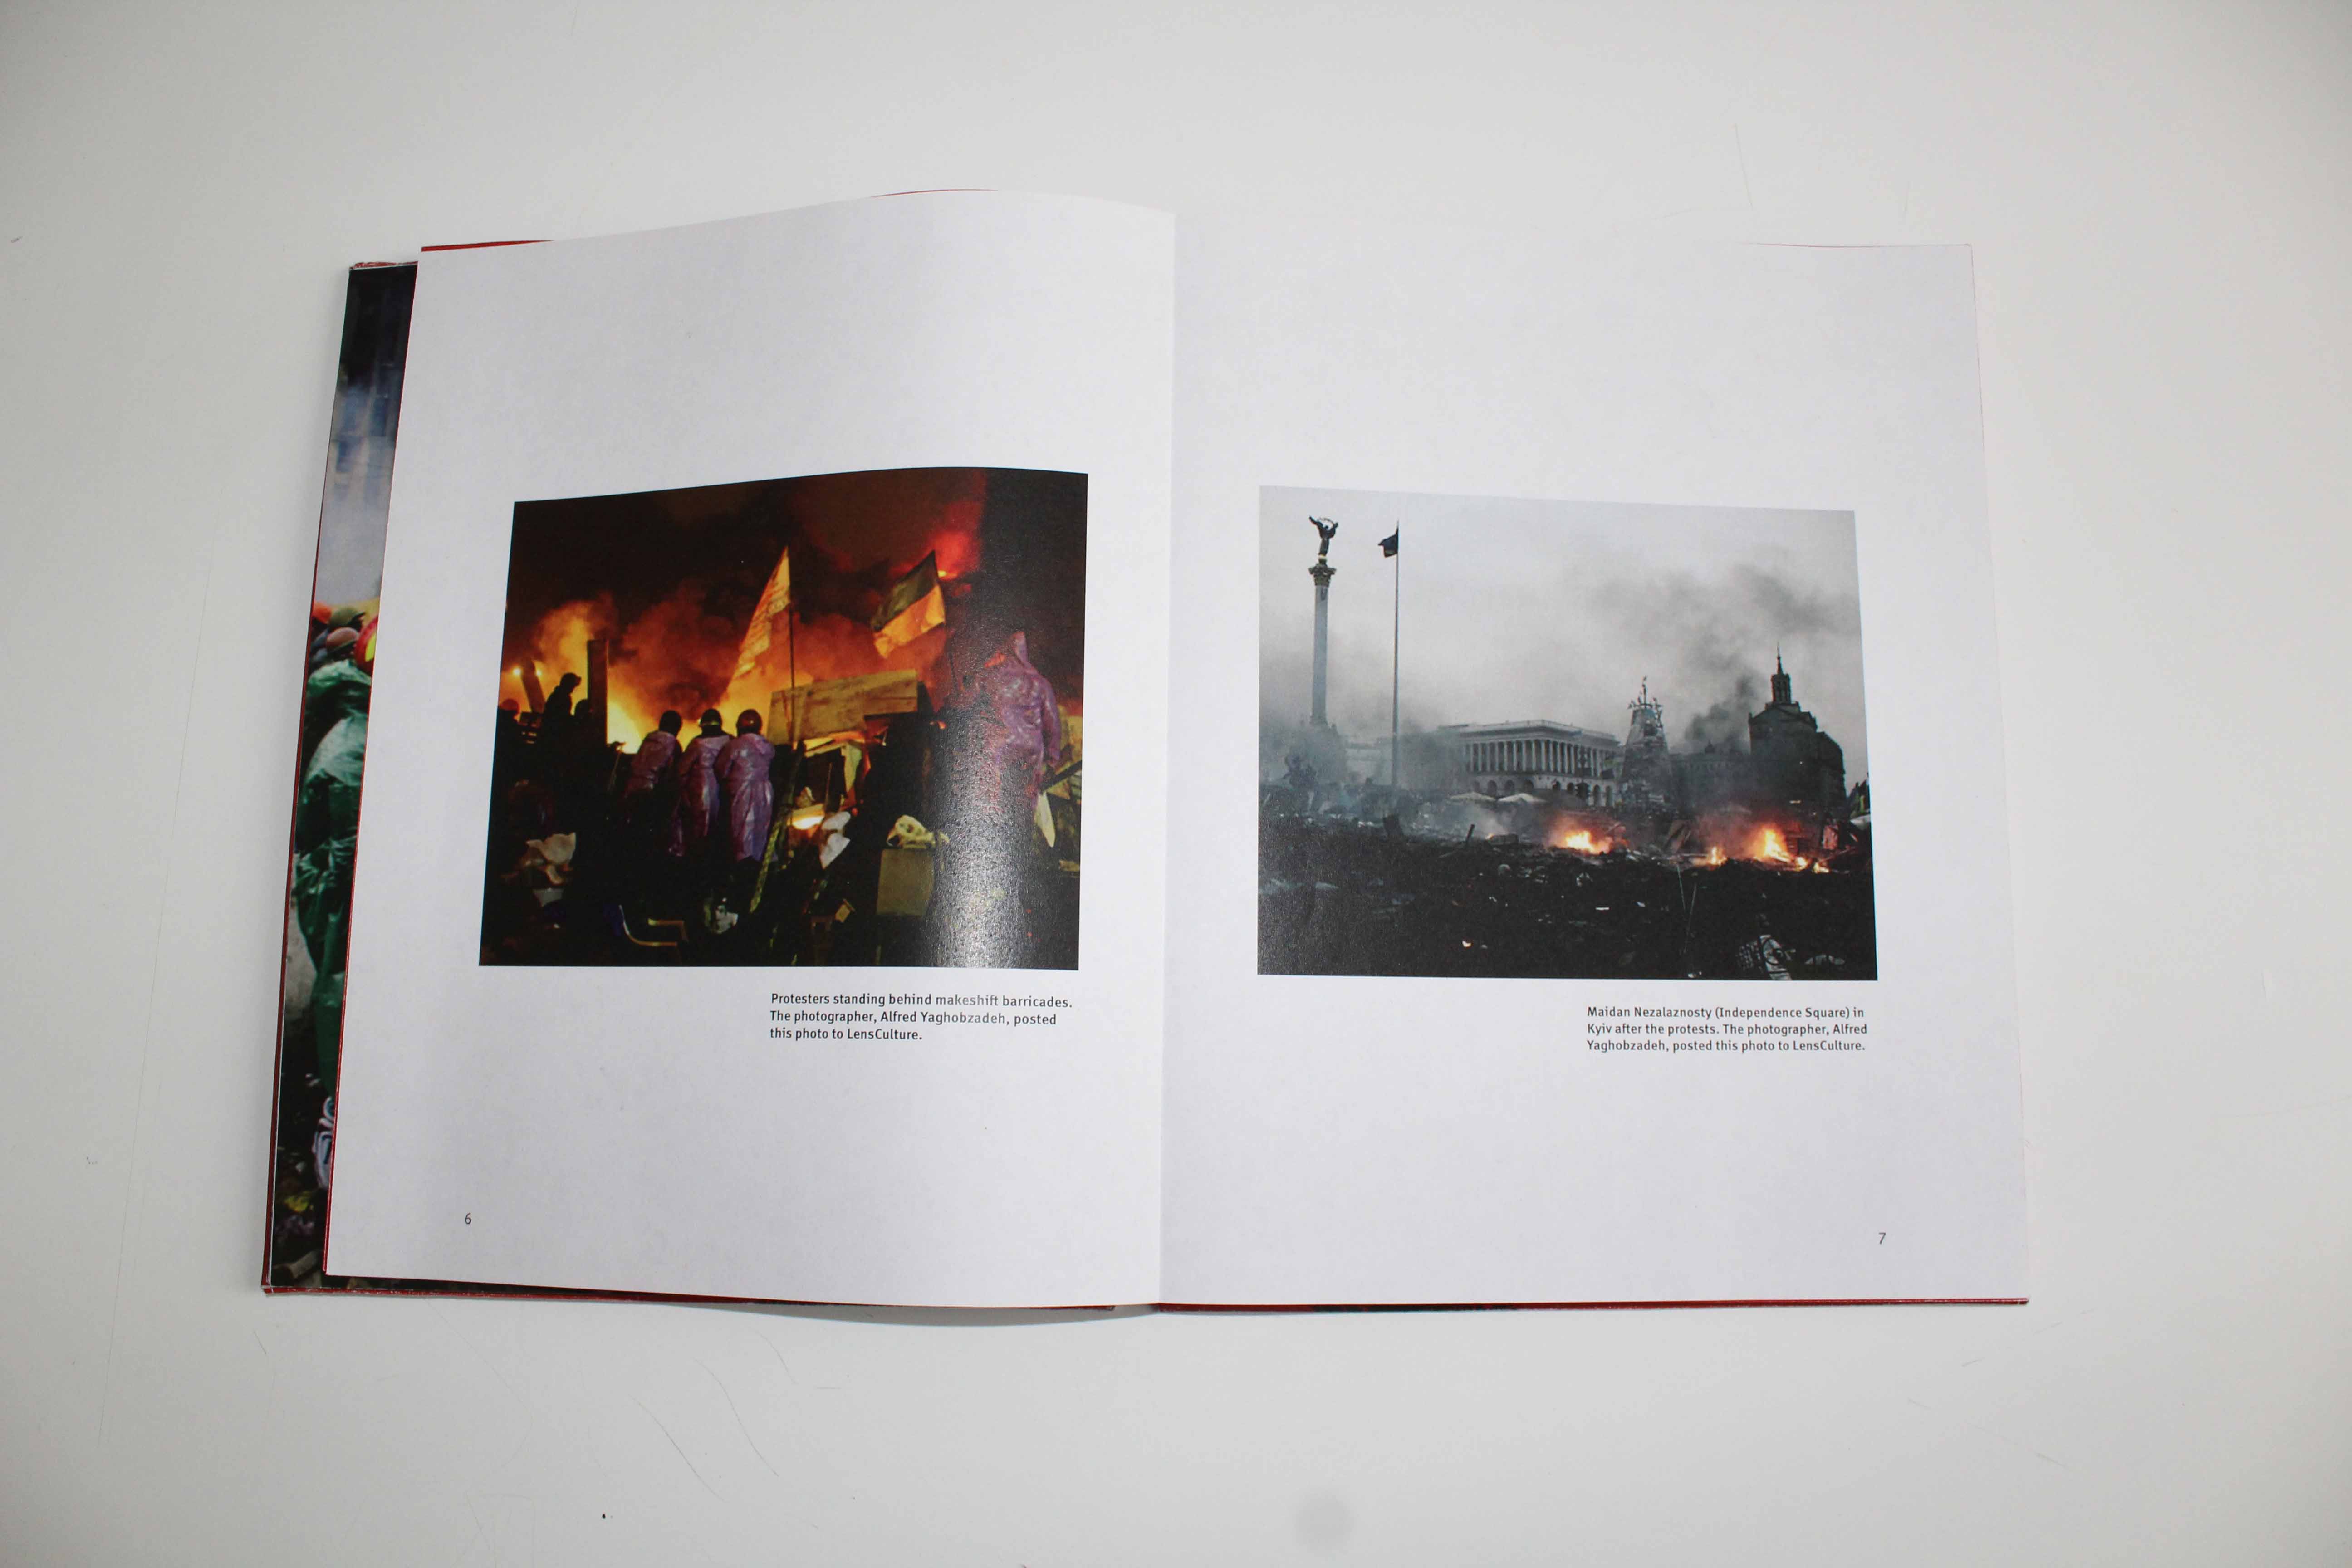 Protesters standing behind makeshift barricades.
The photographer, Alfred Yaghobzadeh, posted
this photo to LensCulture.
6
Maidan Nezalaznosty (Independence Square) in
Kyiv after the protests. The photographer, Alfred
Yaghobzadeh, posted this photo to LensCulture.
7